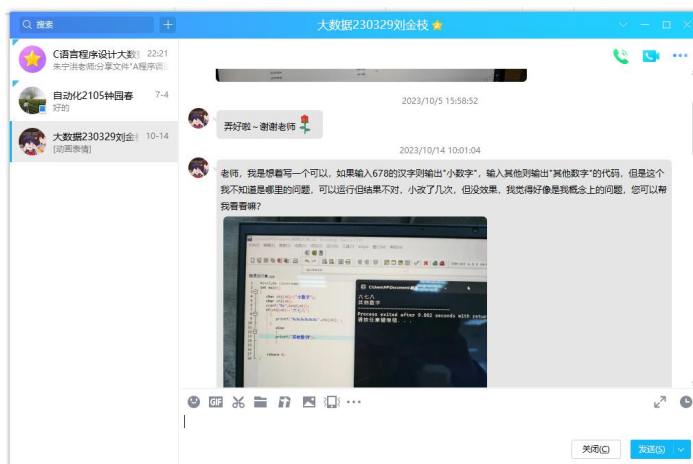 搜索
大数据230329刘金枝
C语言程序设计大数 22:21
朱宁洪老师:分享文件"A程序调
自动化2105钟园春 7-4
好的
大数据230329刘金 10-14
[动画表情]
2023/10/5 15:58:52
弄好啦~谢谢老师
2023/10/14 10:01:04
老师，我是想着写一个可以，如果输入678的汉字则输出"小数字"，输入其他则输出"其他数字"的代码，但是这个
我不知道是哪里的问题，可以运行但结果不对，小改了几次，但没效果，我觉得好像是我概念上的问题，您可以帮
我看看嘛?
六七八
其他数字
Process exited after 9.802 seconds with retu
请按任意键继续. . .
int main()
else
return 0;
GIF
关闭(C)
发送(S)